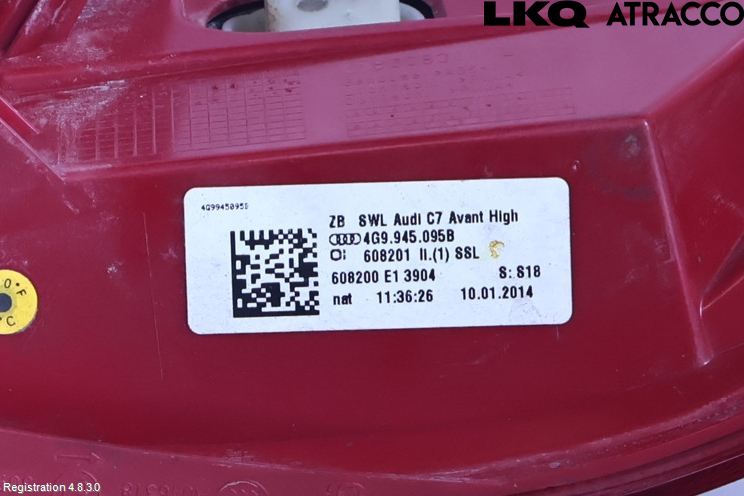 LKQ ATRACCO
4G9945095B
ZB SWL Audi C7 Avant High
4G9.945.095B
608201 II.(1) SSL
608200 E1 3904 S: S18
nat 11:36:26 10.01.2014
°F
°C
Registration 4.8.3.0